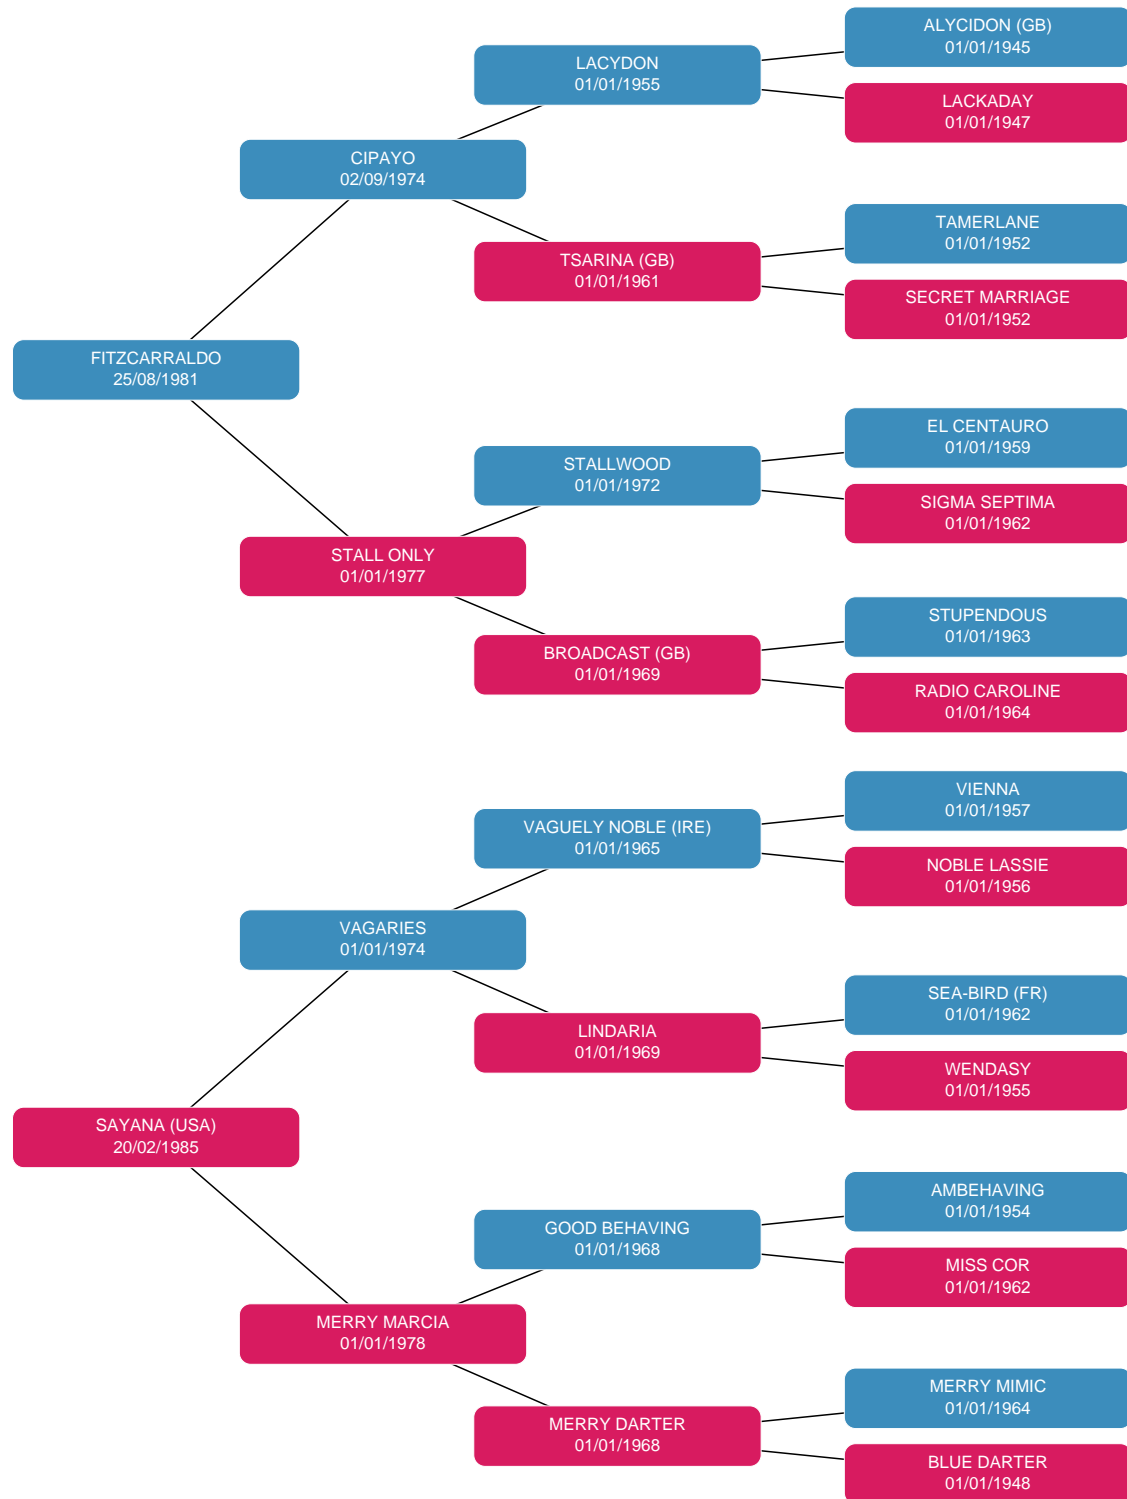 ALYCIDON (GB)
01/01/1945
LACYDON
01/01/1955
LACKADAY
01/01/1947
CIPAYO
02/09/1974
TAMERLANE
01/01/1952
TSARINA (GB)
01/01/1961
SECRET MARRIAGE
01/01/1952
FITZCARRALDO
25/08/1981
EL CENTAURO
01/01/1959
STALLWOOD
01/01/1972
SIGMA SEPTIMA
01/01/1962
STALL ONLY
01/01/1977
STUPENDOUS
01/01/1963
BROADCAST (GB)
01/01/1969
RADIO CAROLINE
01/01/1964
VIENNA
01/01/1957
VAGUELY NOBLE (IRE)
01/01/1965
NOBLE LASSIE
01/01/1956
VAGARIES
01/01/1974
SEA-BIRD (FR)
01/01/1962
LINDARIA
01/01/1969
WENDASY
01/01/1955
SAYANA (USA)
20/02/1985
AMBEHAVING
01/01/1954
GOOD BEHAVING
01/01/1968
MISS COR
01/01/1962
MERRY MARCIA
01/01/1978
MERRY MIMIC
01/01/1964
MERRY DARTER
01/01/1968
BLUE DARTER
01/01/1948